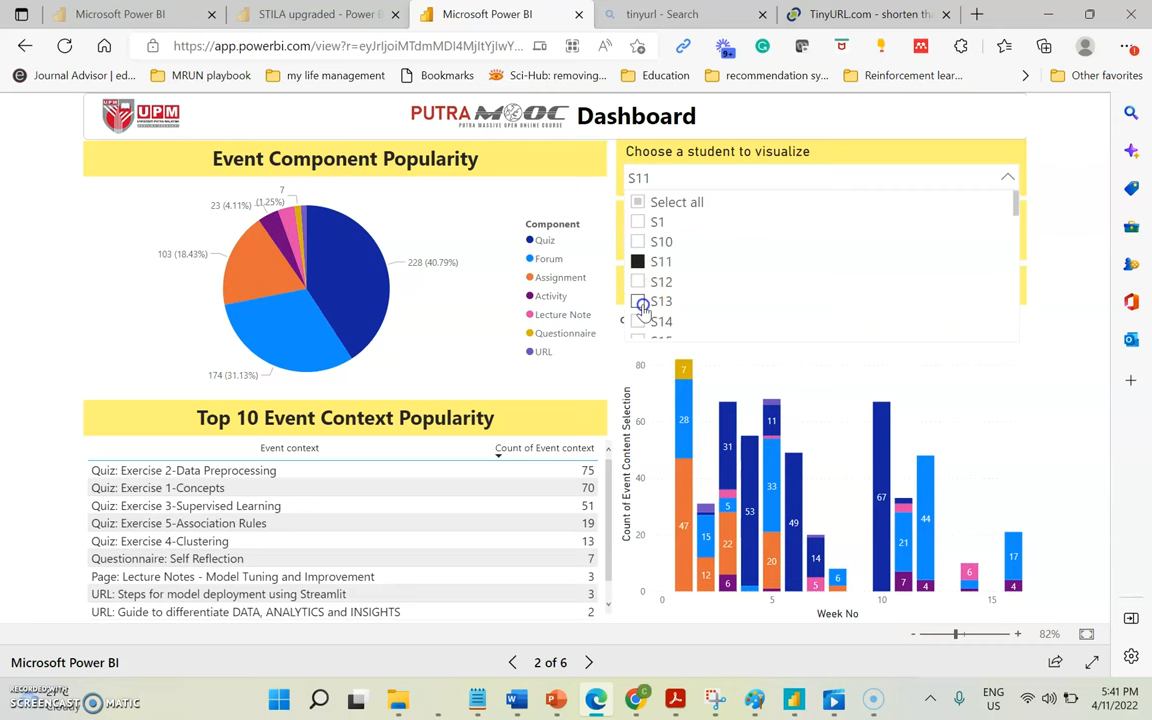 Microsoft Power BI
STILA upgraded - Power B
Microsoft Power BI
tinyurl - Search
TinyURL.com - shorten tha
https://app.powerbi.com/view?r=eyJrIjoiMTdmMDI4MjItYjIyYw...
9+
Journal Advisor | ed...
MRUN playbook
my life management
Bookmarks
Sci-Hub: removing...
Education
recommendation sy...
Reinforcement lear...
Other favorites
UPM
PUTRA MOOC
PUTRA MASSIVE OPEN ONLINE COURSE
Dashboard
Event Component Popularity
Choose a student to visualize
S11
Select all
S1
S10
S11
S12
S13
S14
S15
7
(1.25%)
23 (4.11%)
103 (18.43%)
228 (40.79%)
174 (31.13%)
Component
Quiz
Forum
Assignment
Activity
Lecture Note
Questionnaire
URL
Top 10 Event Context Popularity
Event context Count of Event context
Quiz: Exercise 2-Data Preprocessing 75
Quiz: Exercise 1-Concepts 70
Quiz: Exercise 3-Supervised Learning 51
Quiz: Exercise 5-Association Rules 19
Quiz: Exercise 4-Clustering 13
Questionnaire: Self Reflection 7
Page: Lecture Notes - Model Tuning and Improvement 3
URL: Steps for model deployment using Streamlit 3
URL: Guide to differentiate DATA, ANALYTICS and INSIGHTS 2
Count of Event Content Selection
80
60
40
20
0
7
28
47
15
12
31
5
22
6
53
11
33
20
49
14
5
6
67
21
7
44
4
6
17
4
0 5 10 15
Week No
82%
Microsoft Power BI
2 of 6
RECORDED WITH
SCREENCAST MATIC
ENG
US
5:41 PM
4/11/2022